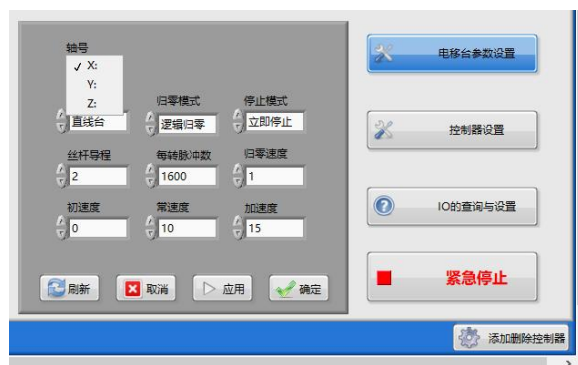 轴号
✓ X:
Y:
Z:
归零模式
停止模式
直线台
逻辑归零
立即停止
丝杆导程
每转脉冲数
归零速度
2
1600
1
初速度
常速度
加速度
0
10
15
刷新
取消
应用
确定
电移台参数设置
控制器设置
IO的查询与设置
紧急停止
添加删除控制器